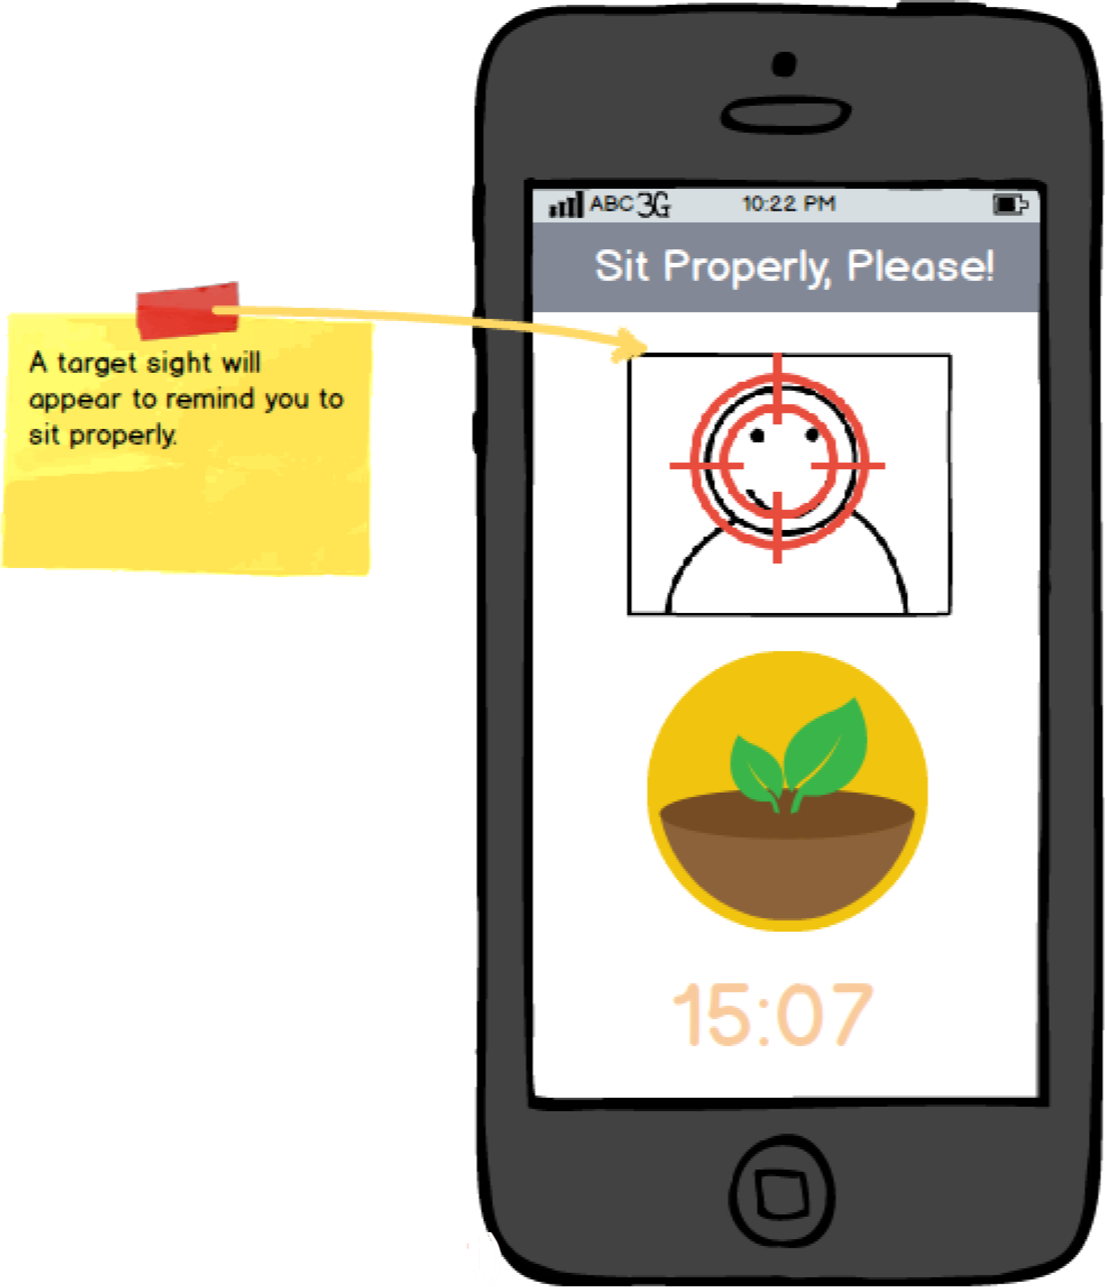 ABC 3G 10:22 PM
Sit Properly, Please!
A target sight will
appear to remind you to
sit properly.
15:07